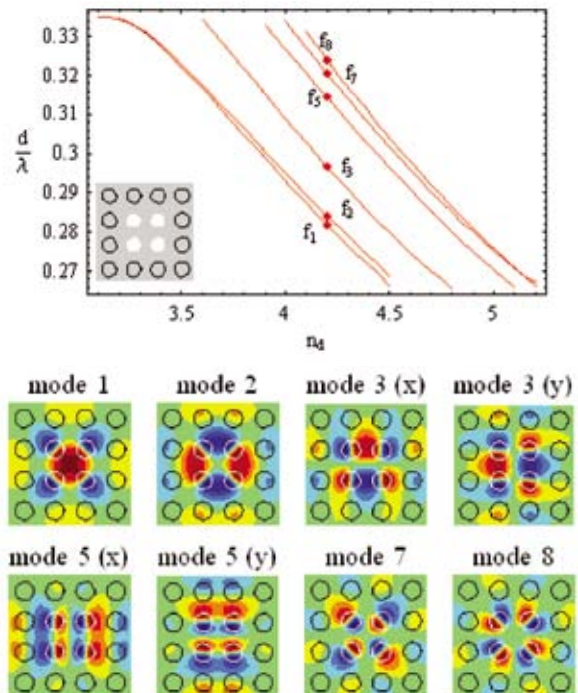 0.33
0.32
0.31
0.3
0.29
0.28
0.27
d
λ
f₈
f₇
f₅
f₃
f₂
f₁
3.5 4 4.5 5
n_d
mode 1 mode 2 mode 3 (x) mode 3 (y)
mode 5 (x) mode 5 (y) mode 7 mode 8